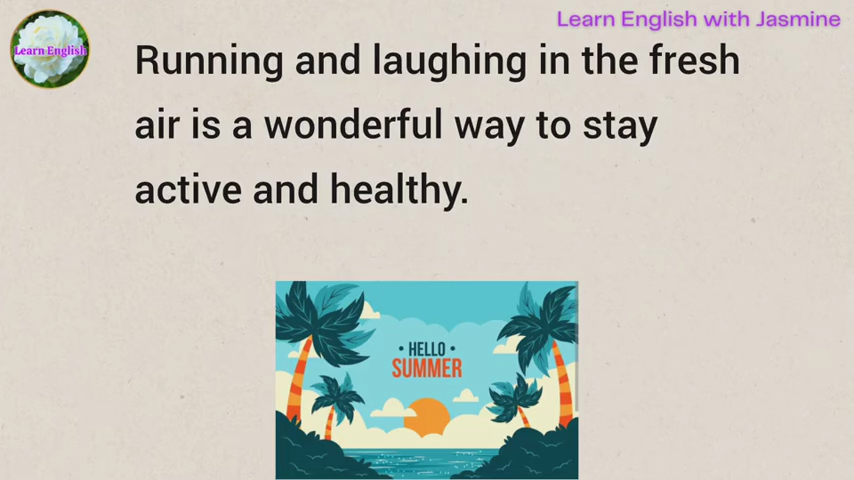 Learn English with Jasmine
Learn English
Running and laughing in the fresh
air is a wonderful way to stay
active and healthy.
• HELLO •
SUMMER